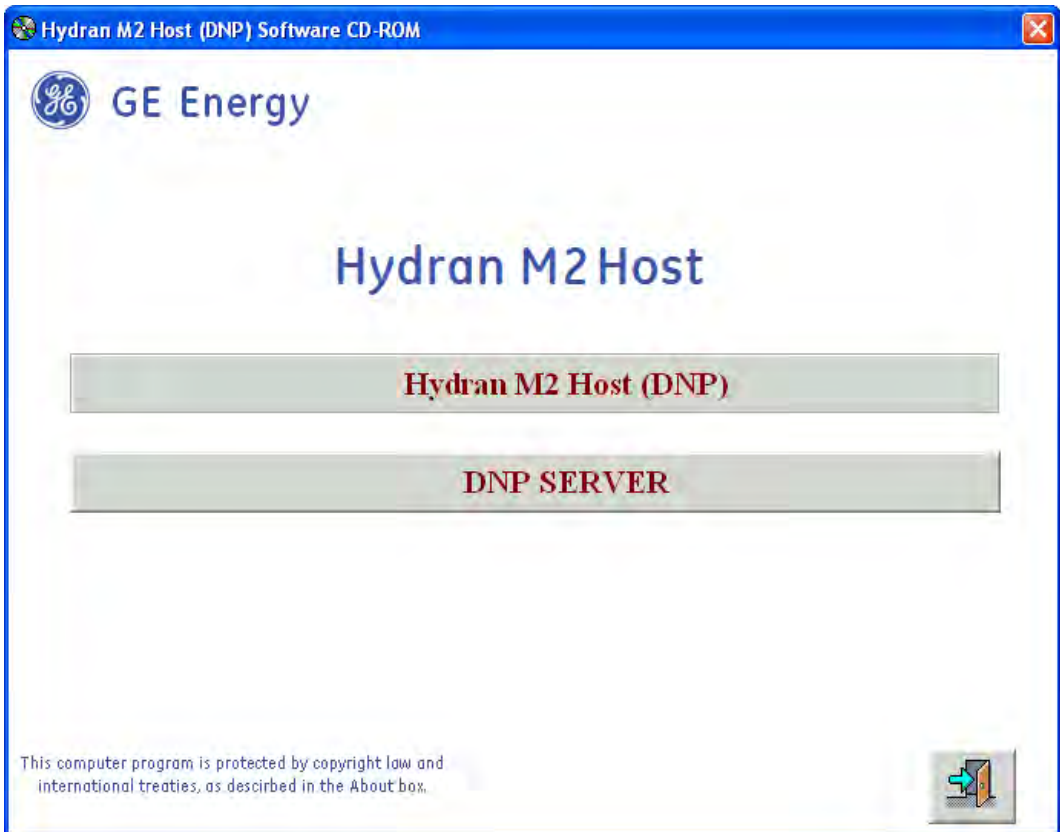 Hydran M2 Host (DNP) Software CD-ROM
GE Energy
Hydran M2 Host
Hydran M2 Host (DNP)
DNP SERVER
This computer program is protected by copyright law and
international treaties, as descirbed in the About box.